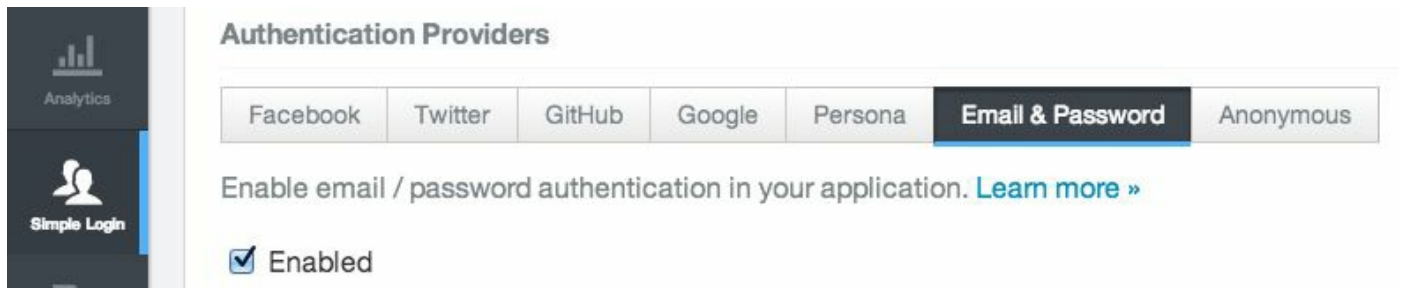 Authentication Providers
Analytics
Facebook Twitter GitHub Google Persona Email & Password Anonymous
Enable email / password authentication in your application. Learn more »
Simple Login
Enabled